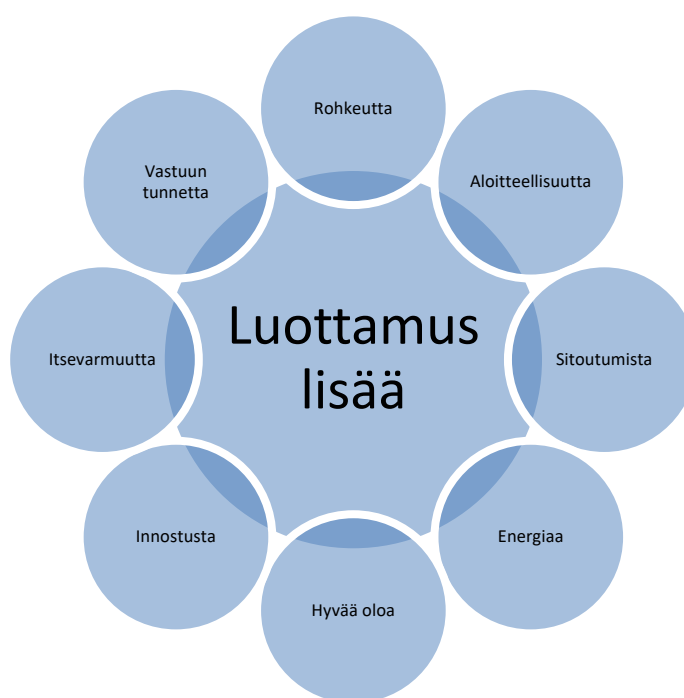 Rohkeutta
Aloitteellisuutta
Sitoutumista
Energiaa
Hyvää oloa
Innostusta
Itsevarmuutta
Vastuun
tunnetta
Luottamus
lisää